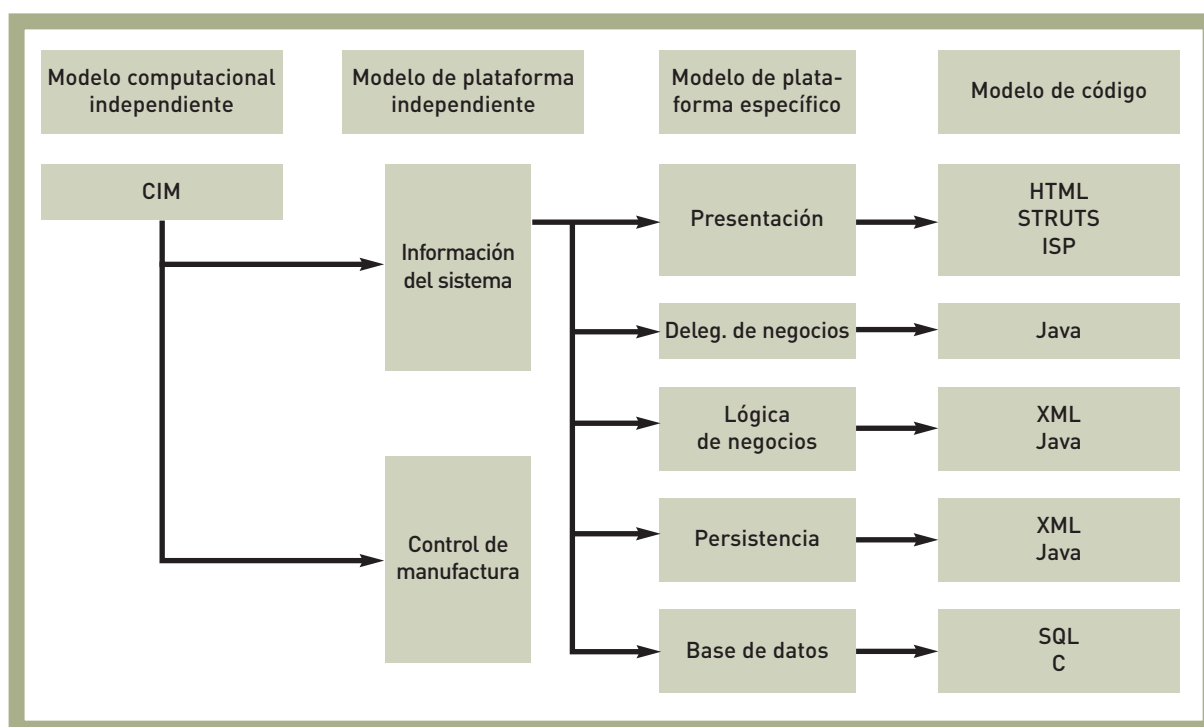 Modelo computacional
independiente
Modelo de plataforma
independiente
Modelo de plata-
forma específico
Modelo de código
CIM
Información
del sistema
Control de
manufactura
Presentación
Deleg. de negocios
Lógica
de negocios
Persistencia
Base de datos
HTML
STRUTS
ISP
Java
XML
Java
XML
Java
SQL
C